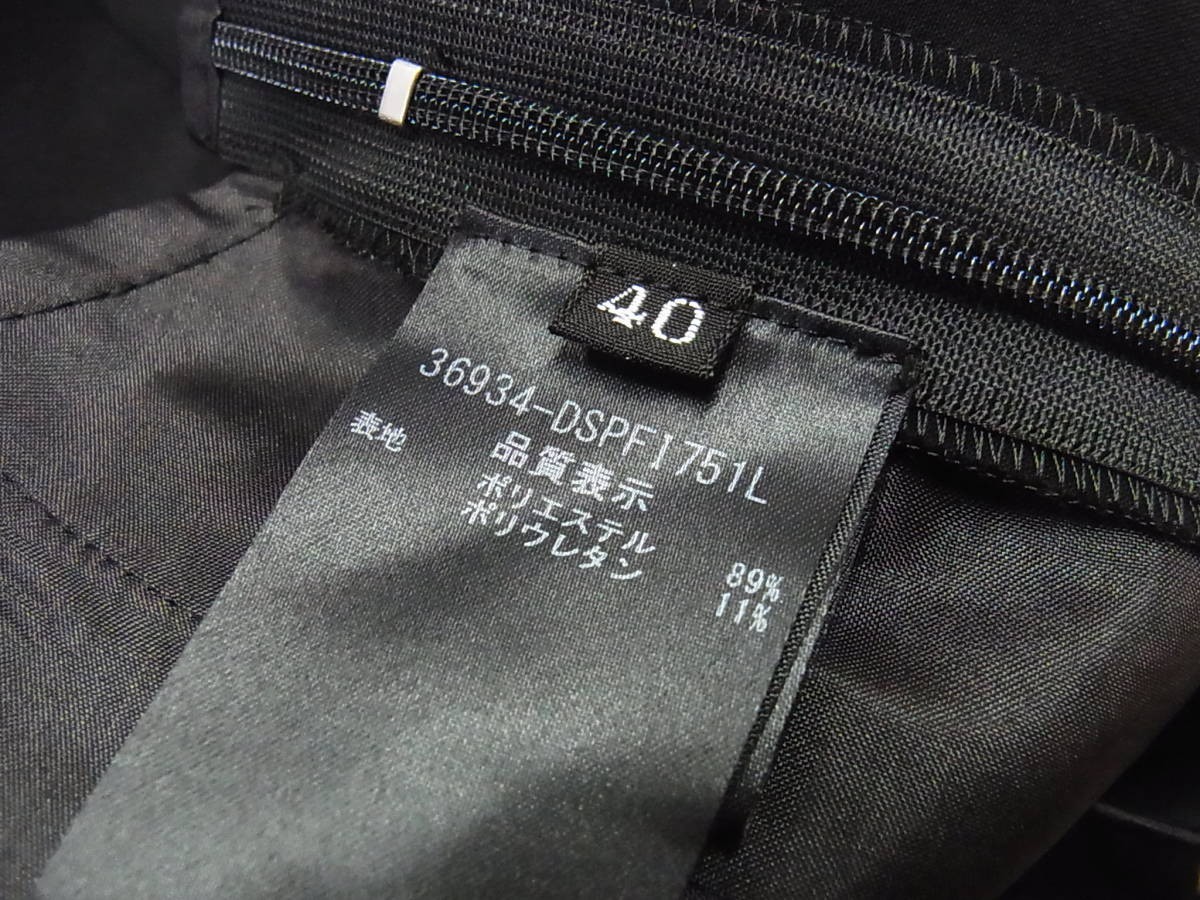 40
36934-DSPFI751L
品質表示
表地 ポリエステル 89%
ポリウレタン 11%